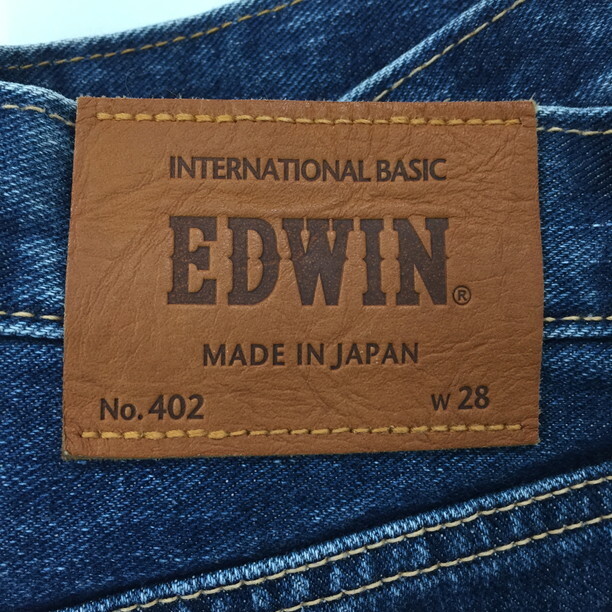 INTERNATIONAL BASIC
EDWIN®
MADE IN JAPAN
No. 402 W 28